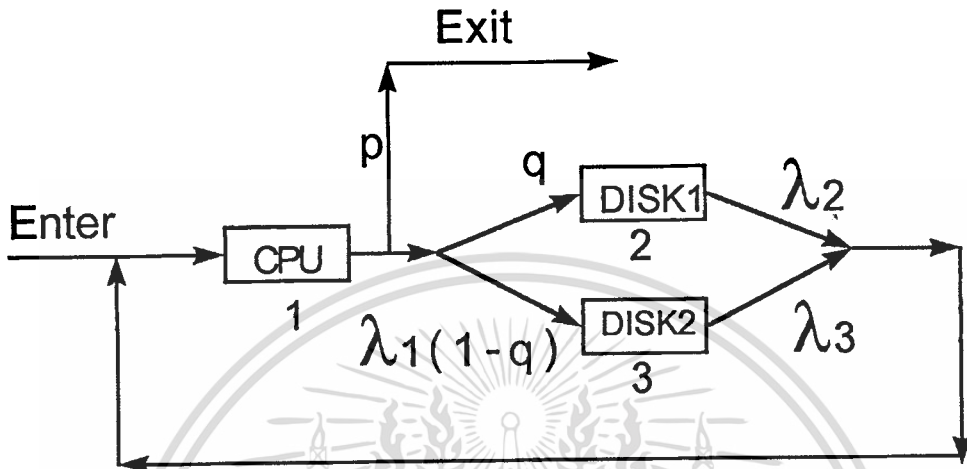 Exit
p
q
DISK1
λ2
Enter
CPU
2
1
DISK2
λ1(1-q)
λ3
3